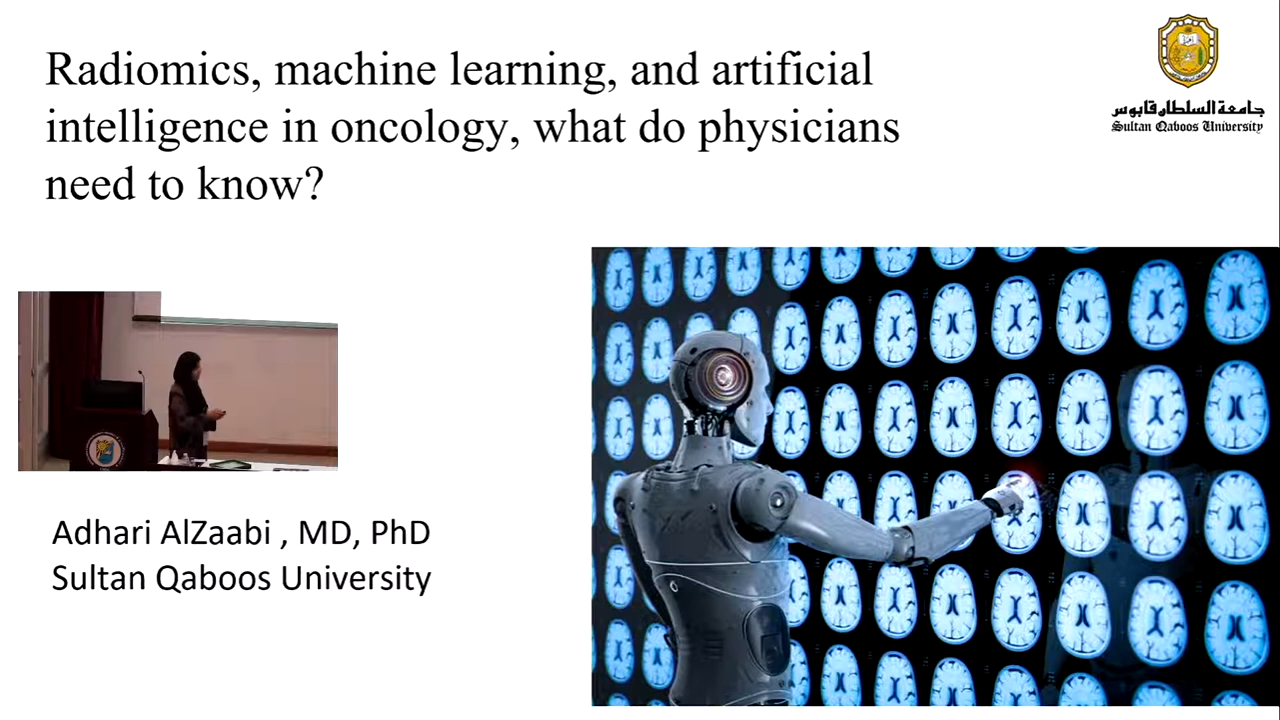 Radiomics, machine learning, and artificial
intelligence in oncology, what do physicians
need to know?
جامعة السلطان قابوس
Sultan Qaboos University
Adhari AlZaabi , MD, PhD
Sultan Qaboos University